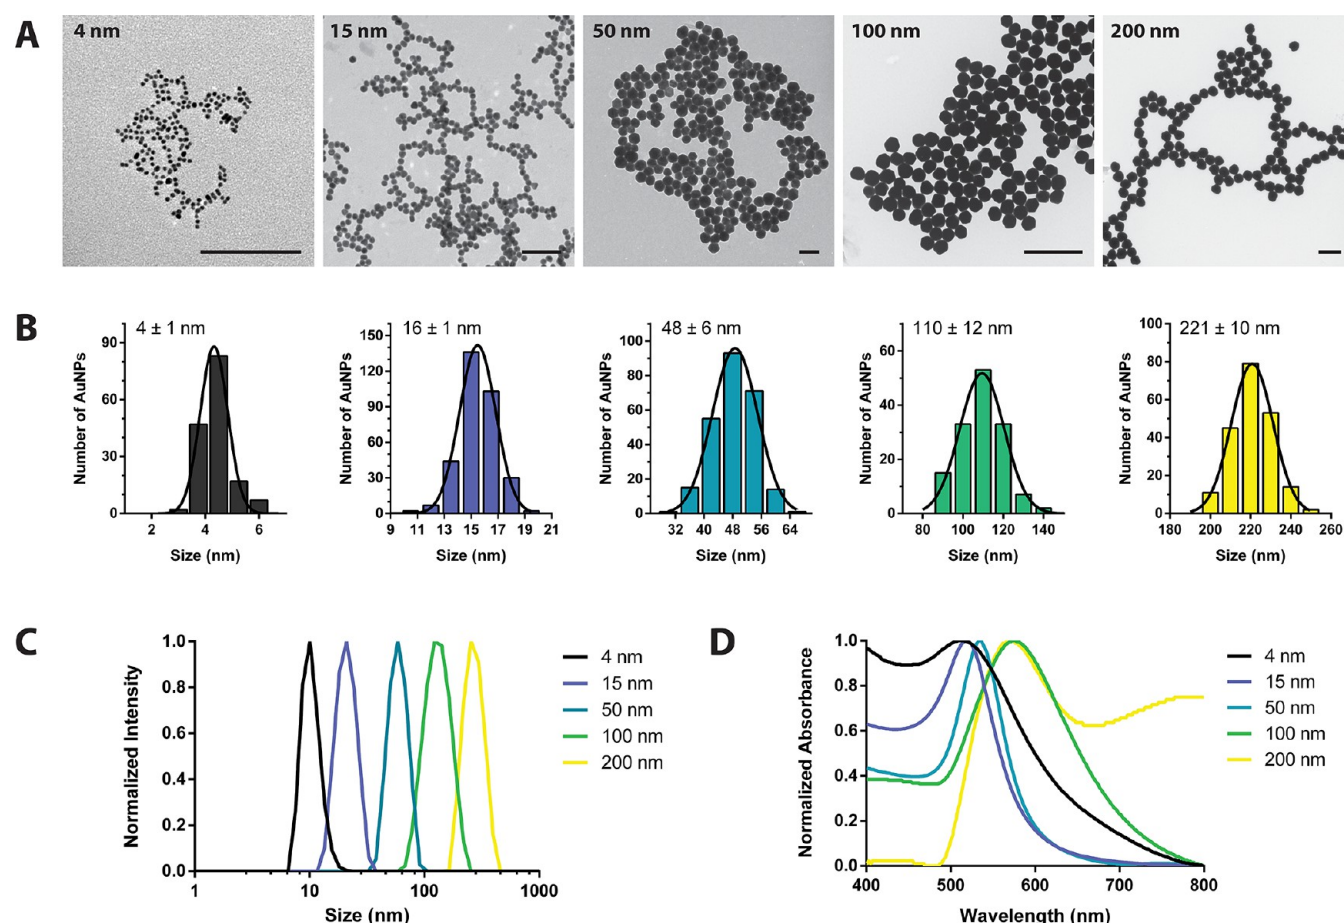 A
4 nm
15 nm
50 nm
100 nm
200 nm
B
4 ± 1 nm
16 ± 1 nm
48 ± 6 nm
110 ± 12 nm
221 ± 10 nm
Number of AuNPs
90
60
30
0
2 4 6
Size (nm)
Number of AuNPs
150
120
90
60
30
0
9 11 13 15 17 19 21
Size (nm)
Number of AuNPs
100
80
60
40
20
0
32 40 48 56 64
Size (nm)
Number of AuNPs
60
40
20
0
80 100 120 140
Size (nm)
Number of AuNPs
100
80
60
40
20
0
180 200 220 240 260
Size (nm)
C
Normalized Intensity
1.0
0.8
0.6
0.4
0.2
0.0
1 10 100 1000
Size (nm)
4 nm
15 nm
50 nm
100 nm
200 nm
D
Normalized Absorbance
1.0
0.8
0.6
0.4
0.2
0.0
400 500 600 700 800
Wavelength (nm)
4 nm
15 nm
50 nm
100 nm
200 nm